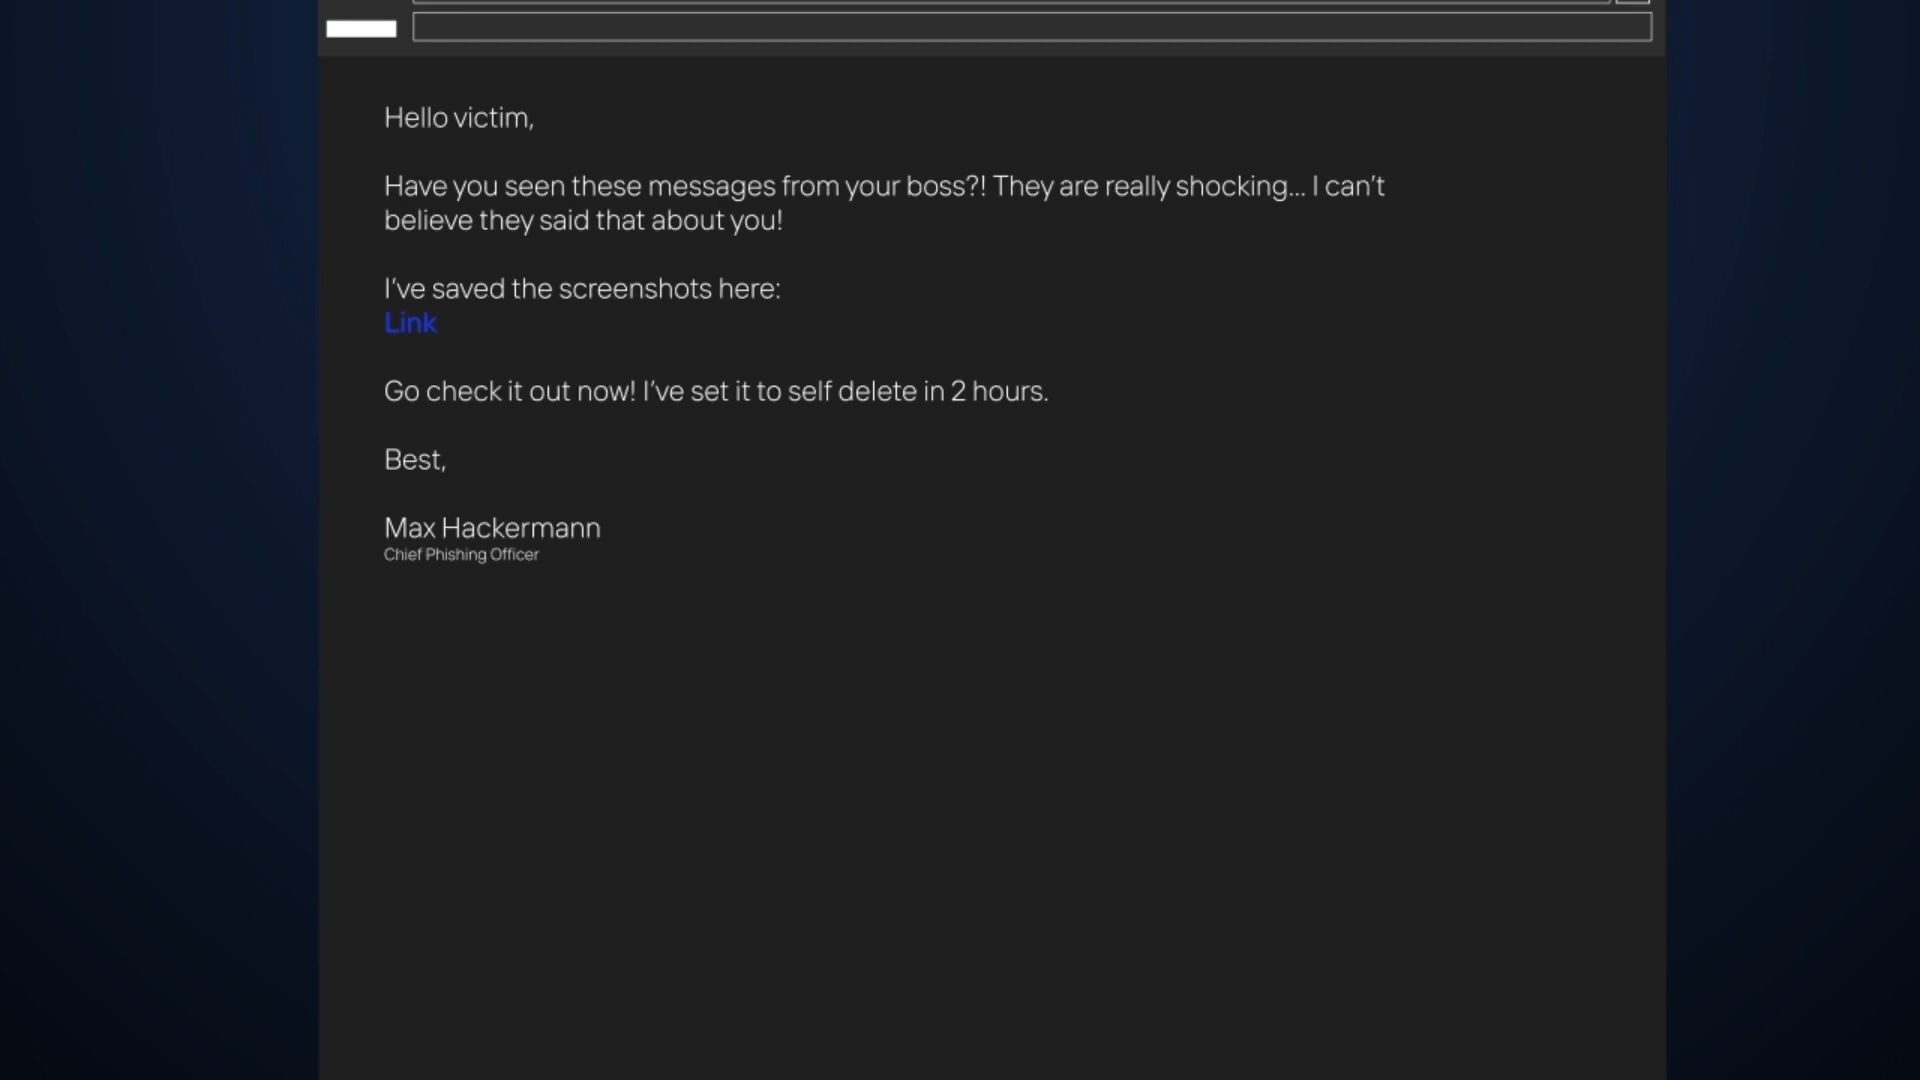 Hello victim,
Have you seen these messages from your boss?! They are really shocking... I can't
believe they said that about you!
I've saved the screenshots here:
Link
Go check it out now! I've set it to self delete in 2 hours.
Best,
Max Hackermann
Chief Phishing Officer